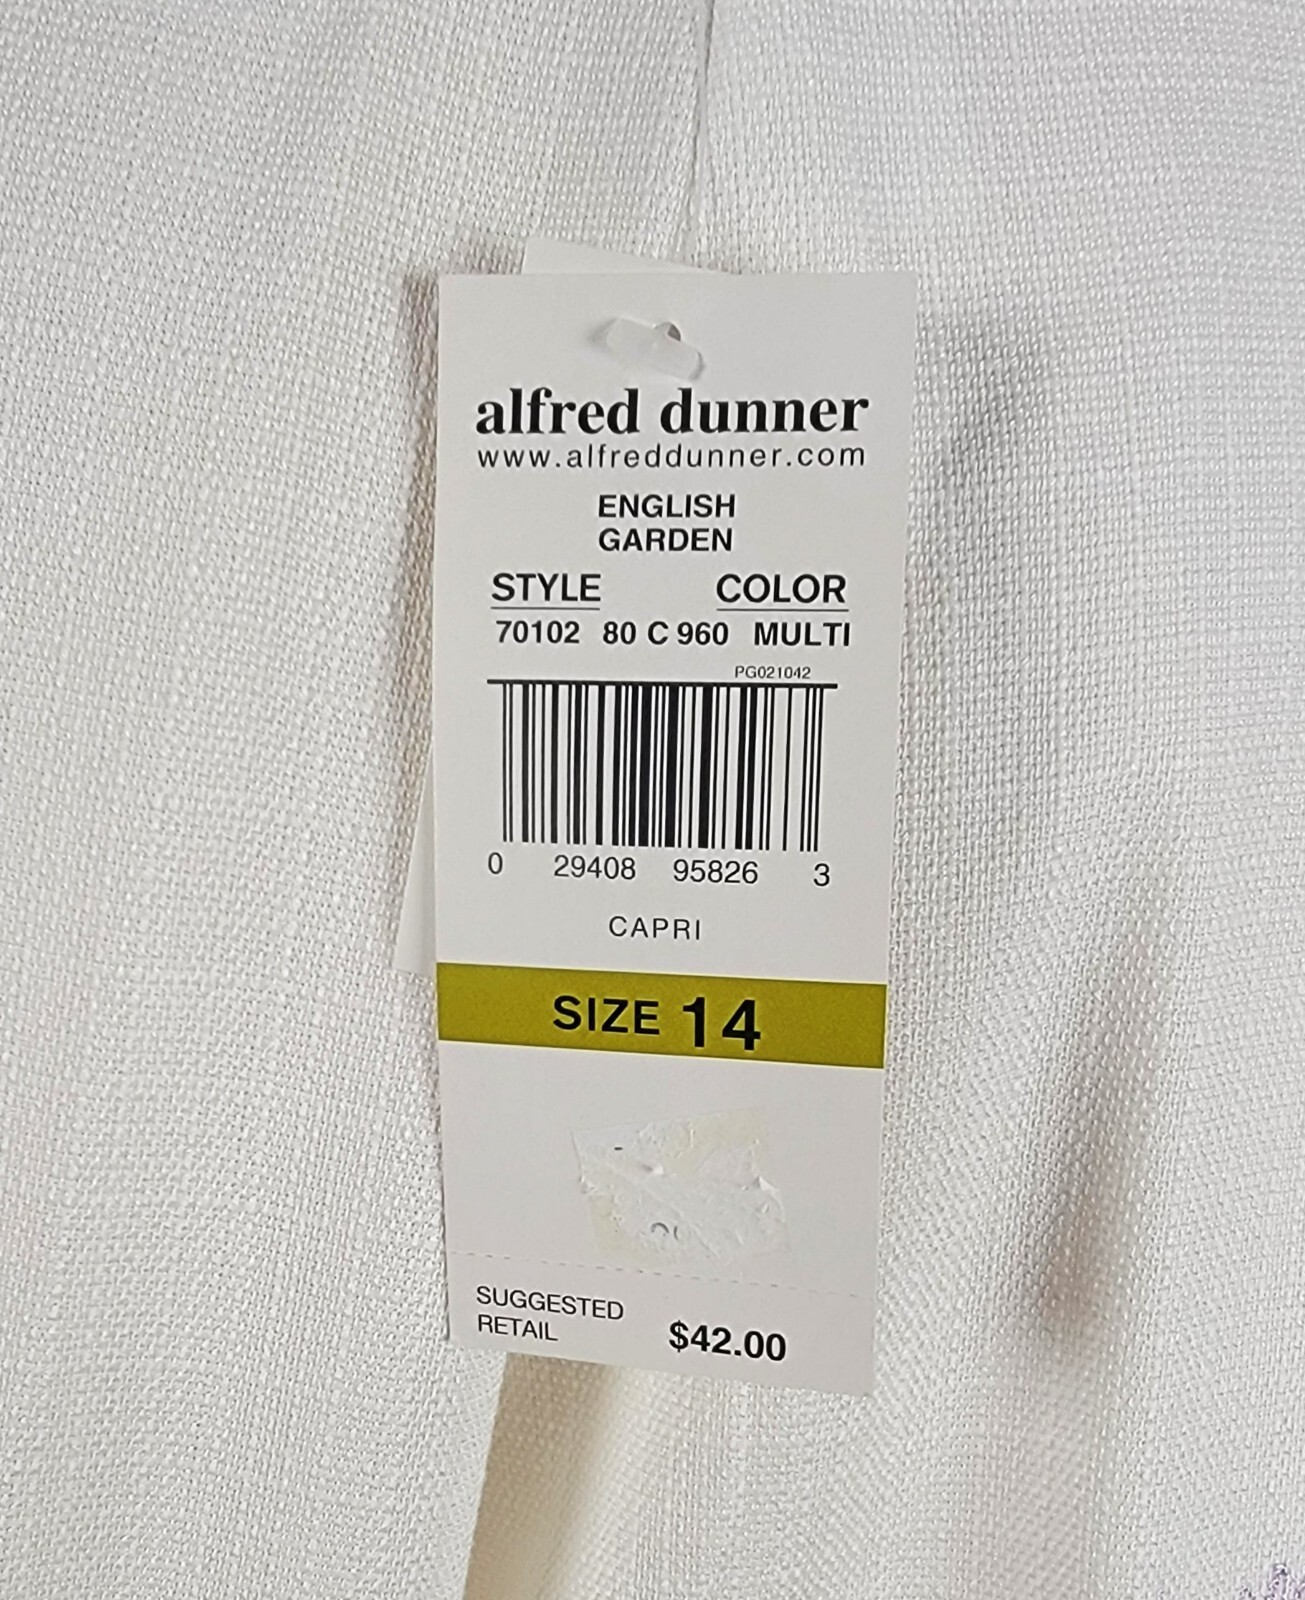 alfred dunner
www.alfreddunner.com
ENGLISH
GARDEN
STYLE COLOR
70102 80 C 960 MULTI
PG021042
0 29408 95826 3
CAPRI
SIZE 14
SUGGESTED
RETAIL $42.00